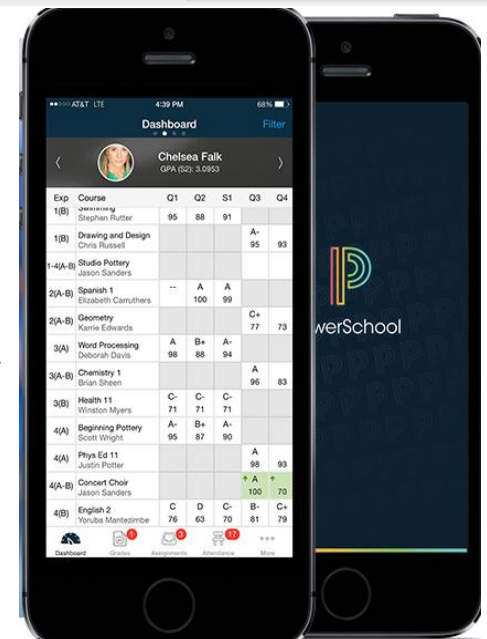 AT&T LTE 4:39 PM 68%
Dashboard Filter
Chelsea Falk
GPA (S2): 3.0953
Exp Course Q1 Q2 S1 Q3 Q4
1(B) Swimming
Stephen Rutter 95 88 91
1(B) Drawing and Design A-
Chris Russell 95 93
1-4(A-B) Studio Pottery
Jason Sanders
2(A-B) Spanish 1 -- A A
Elizabeth Carruthers 100 99
2(A-B) Geometry C+
Karrie Edwards 77 73
3(A) Word Processing A B+ A-
Deborah Davis 98 88 94
3(A-B) Chemistry 1 A
Brian Sheen 96 83
3(B) Health 11 C- C- C-
Winston Myers 71 71 71
4(A) Beginning Pottery A- B+ A-
Scott Wright 95 87 90
4(A) Phys Ed 11 A
Justin Potter 98 93
4(A-B) Concert Choir A
Jason Sanders 100 70
4(B) English 2 C D C- B- C+
Yoruba Mantezimbe 76 63 70 81 79
1 3 17
Dashboard Grades Assignments Attendance More
P
werSchool